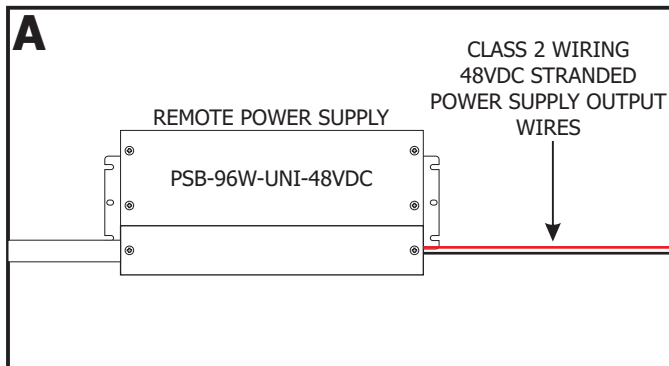 A
CLASS 2 WIRING
48VDC STRANDED
POWER SUPPLY OUTPUT
WIRES
REMOTE POWER SUPPLY
PSB-96W-UNI-48VDC